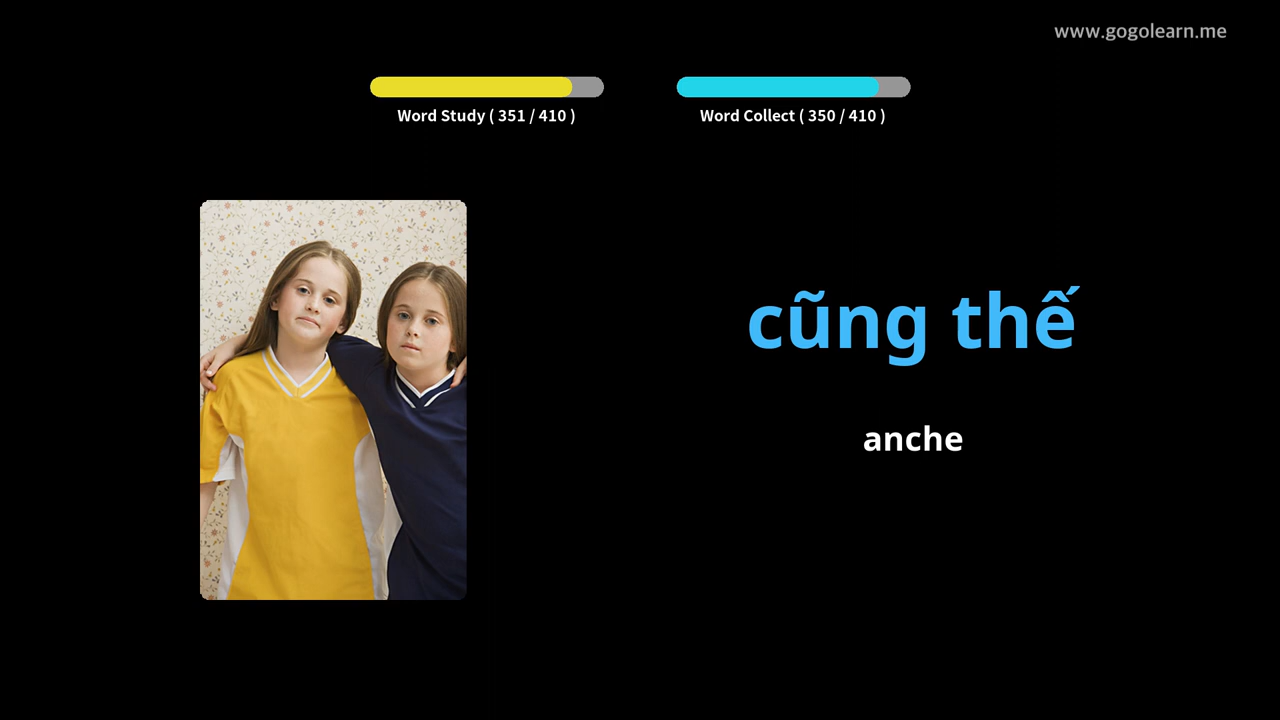 www.gogolearn.me
Word Study ( 351 / 410 )
Word Collect ( 350 / 410 )
cũng thế
anche